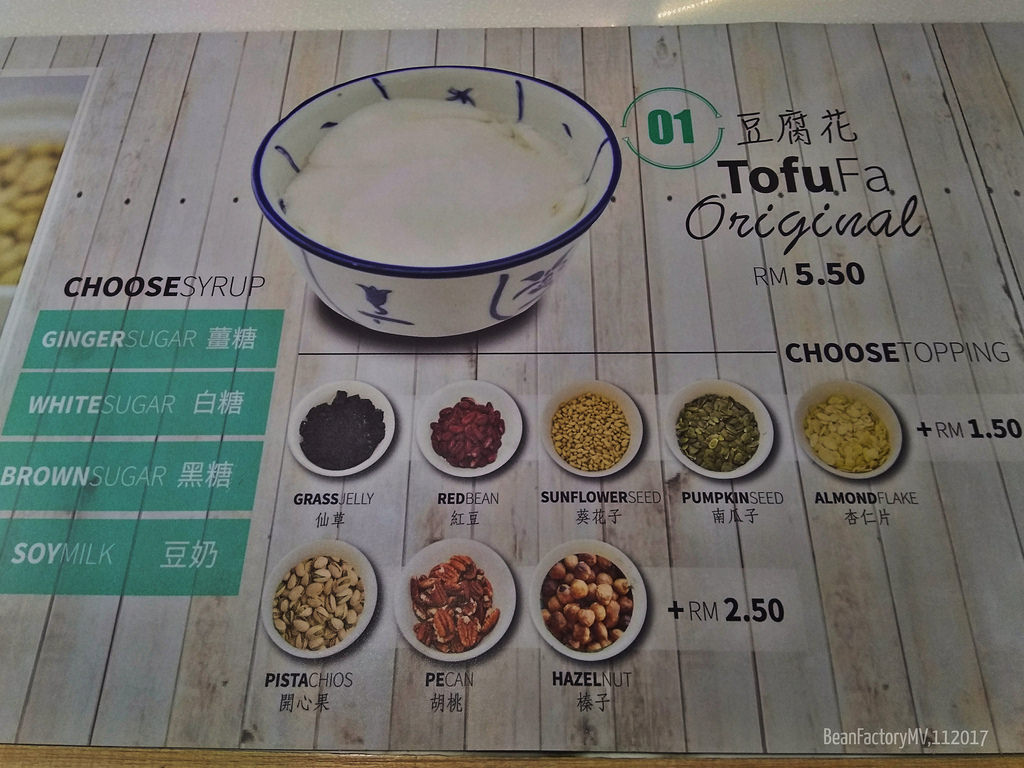 01
豆腐花
TofuFa
Original
RM 5.50
CHOOSESYRUP
GINGERSUGAR 薑糖
WHITESUGAR 白糖
BROWNSUGAR 黑糖
SOYMILK 豆奶
CHOOSETOPPING
GRASSJELLY
仙草
REDBEAN
紅豆
SUNFLOWERSEED
葵花子
PUMPKINSEED
南瓜子
ALMONDFLAKE
杏仁片
+RM 1.50
PISTACHIOS
開心果
PECAN
胡桃
HAZELNUT
榛子
+RM 2.50
BeanFactoryMV,112017